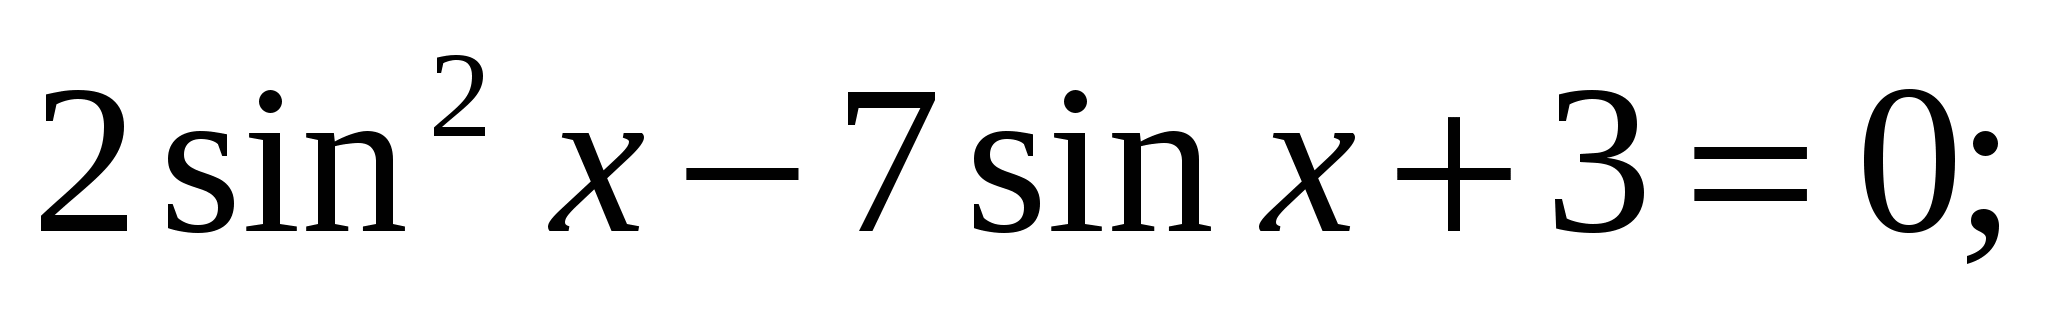 2 sin² x − 7 sin x + 3 = 0;